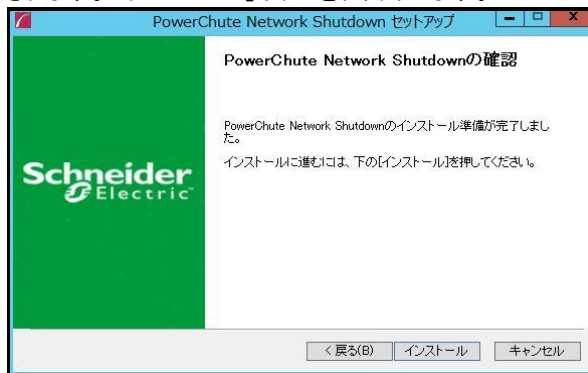 PowerChute Network Shutdown セットアップ
PowerChute Network Shutdownの確認
PowerChute Network Shutdownのインストール準備が完了しまし
た。
インストールに進むには、下の[インストール]を押してください。
Schneider
Electric
< 戻る(B)
インストール
キャンセル